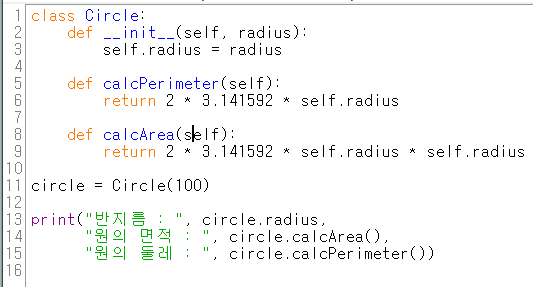 1 class Circle:
2     def __init__(self, radius):
3         self.radius = radius
4
5     def calcPerimeter(self):
6         return 2 * 3.141592 * self.radius
7
8     def calcArea(self):
9         return 2 * 3.141592 * self.radius * self.radius
10
11 circle = Circle(100)
12
13 print("반지름 : ", circle.radius,
14       "원의 면적 : ", circle.calcArea(),
15       "원의 둘레 : ", circle.calcPerimeter())
16